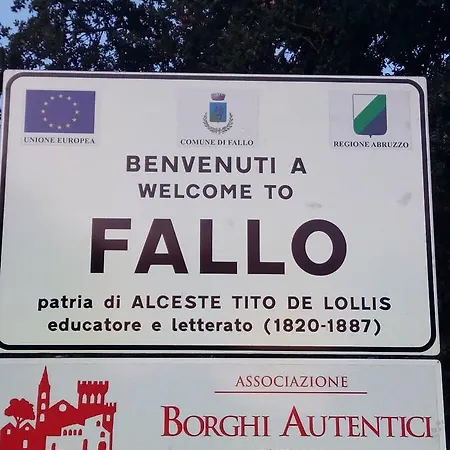 UNIONE EUROPEA
COMUNE DI FALLO
REGIONE ABRUZZO
BENVENUTI A
WELCOME TO
FALLO
patria di ALCESTE TITO DE LOLLIS
educatore e letterato (1820-1887)
ASSOCIAZIONE
BORGHI AUTENTICI